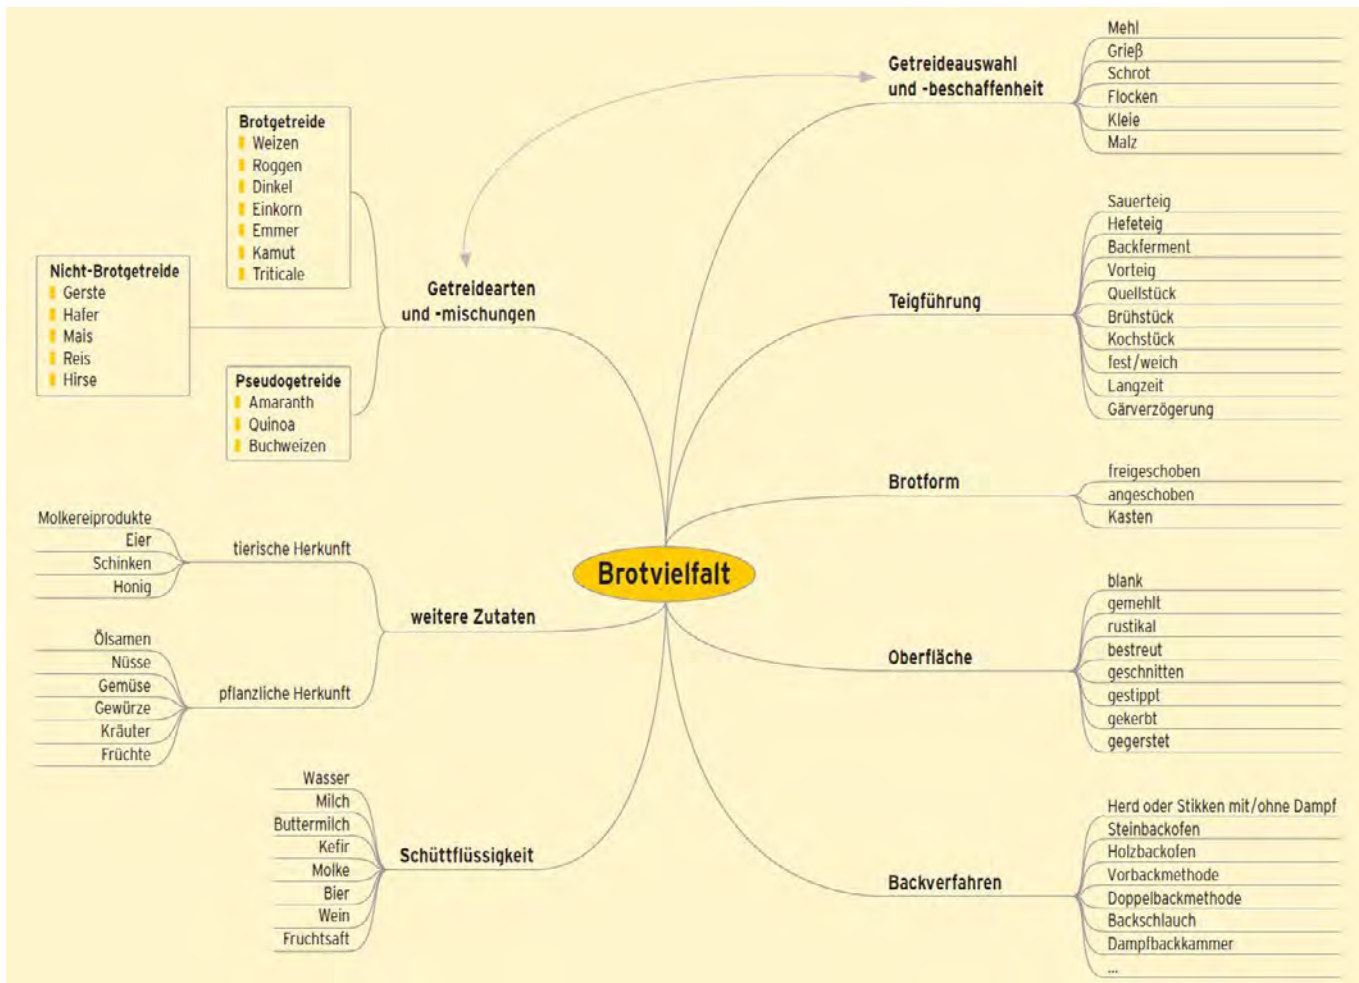 Brotvielfalt
Getreideauswahl
und -beschaffenheit
Mehl
Grieß
Schrot
Flocken
Kleie
Malz
Teigführung
Sauerteig
Hefeteig
Backferment
Vorteig
Quellstück
Brühstück
Kochstück
fest/weich
Langzeit
Gärverzögerung
Brotform
freigeschoben
angeschoben
Kasten
Oberfläche
blank
gemehlt
rustikal
bestreut
geschnitten
gestippt
gekerbt
gegerstet
Backverfahren
Herd oder Stikken mit/ohne Dampf
Steinbackofen
Holzbackofen
Vorbackmethode
Doppelbackmethode
Backschlauch
Dampfbackkammer
...
Getreidearten
und -mischungen
Brotgetreide
Weizen
Roggen
Dinkel
Einkorn
Emmer
Kamut
Triticale
Nicht-Brotgetreide
Gerste
Hafer
Mais
Reis
Hirse
Pseudogetreide
Amaranth
Quinoa
Buchweizen
weitere Zutaten
tierische Herkunft
Molkereiprodukte
Eier
Schinken
Honig
pflanzliche Herkunft
Ölsamen
Nüsse
Gemüse
Gewürze
Kräuter
Früchte
Schüttflüssigkeit
Wasser
Milch
Buttermilch
Kefir
Molke
Bier
Wein
Fruchtsaft